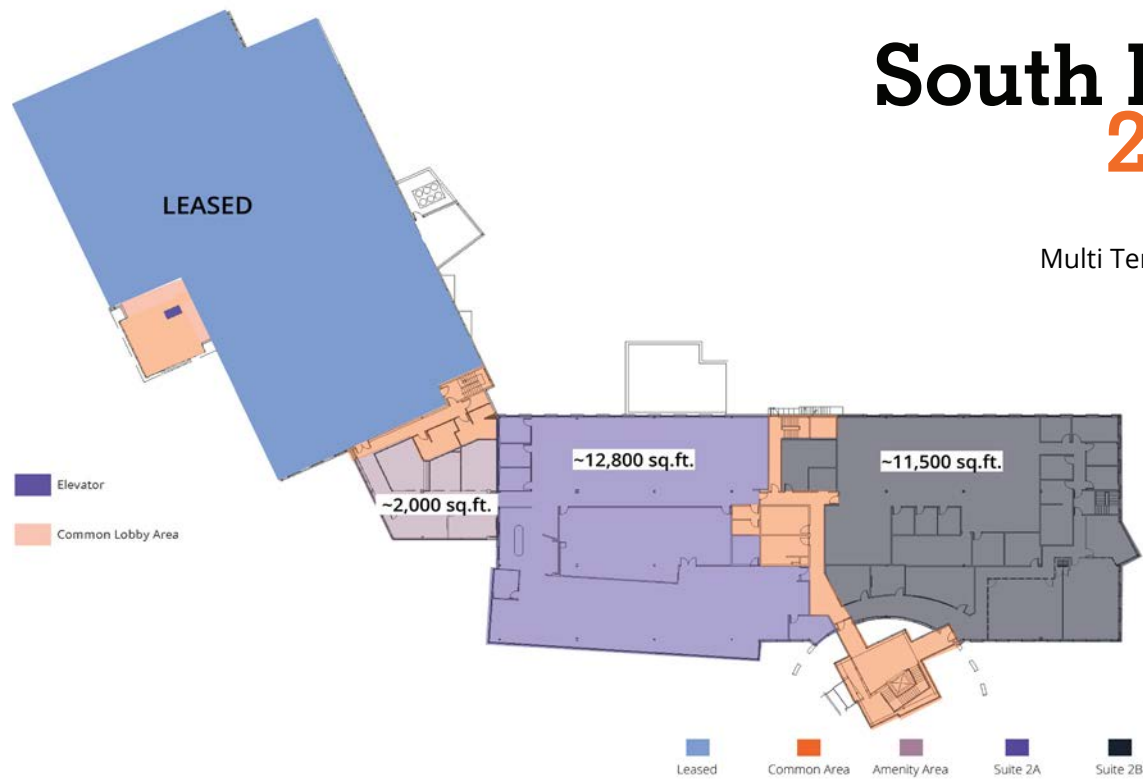 South
2
Multi
LEASED
~12,800 sq.ft.
~11,500 sq.ft.
~2,000 sq.ft.
Elevator
Common Lobby Area
Leased
Common Area
Amenity Area
Suite 2A
Suite 2B